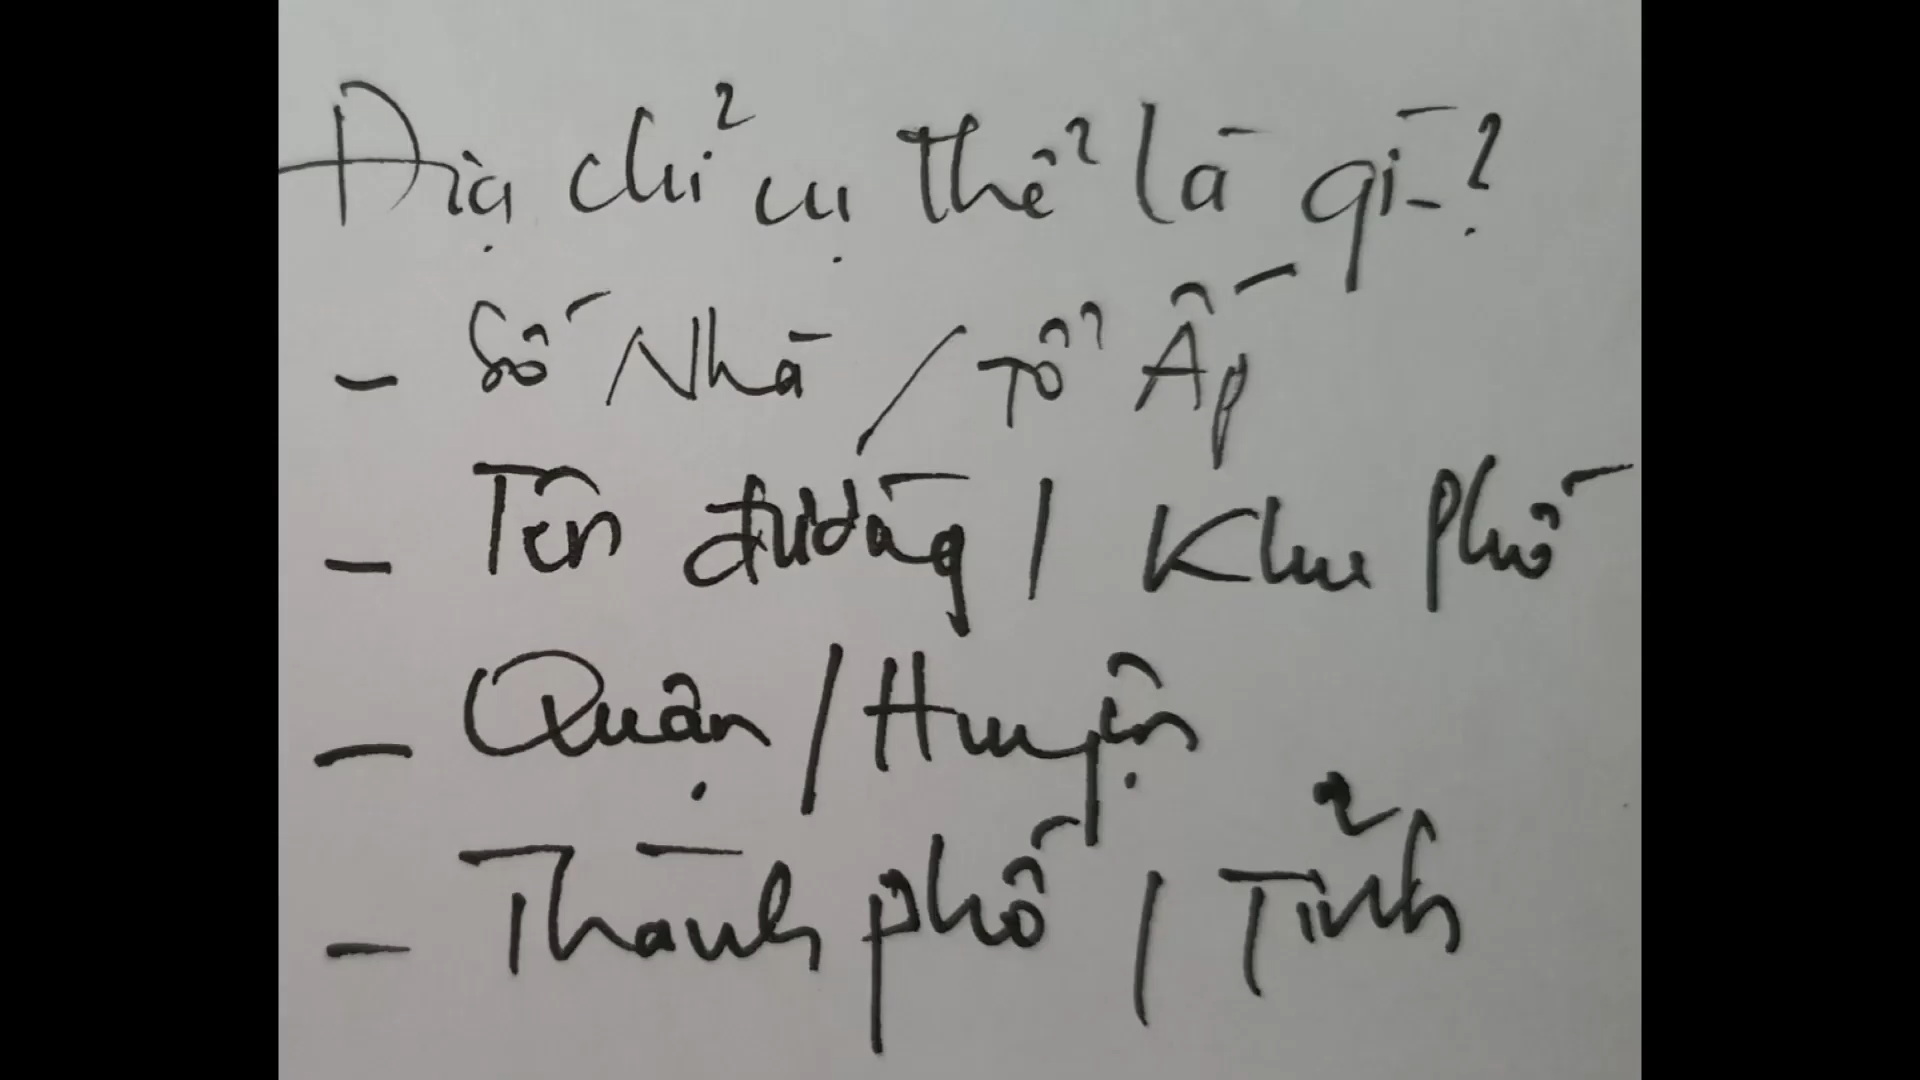 Địa chỉ cụ thể là gì?
- Số Nhà / Tổ Ấp
- Tên đường / Khu phố
- Quận / Huyện
- Thành phố / Tỉnh